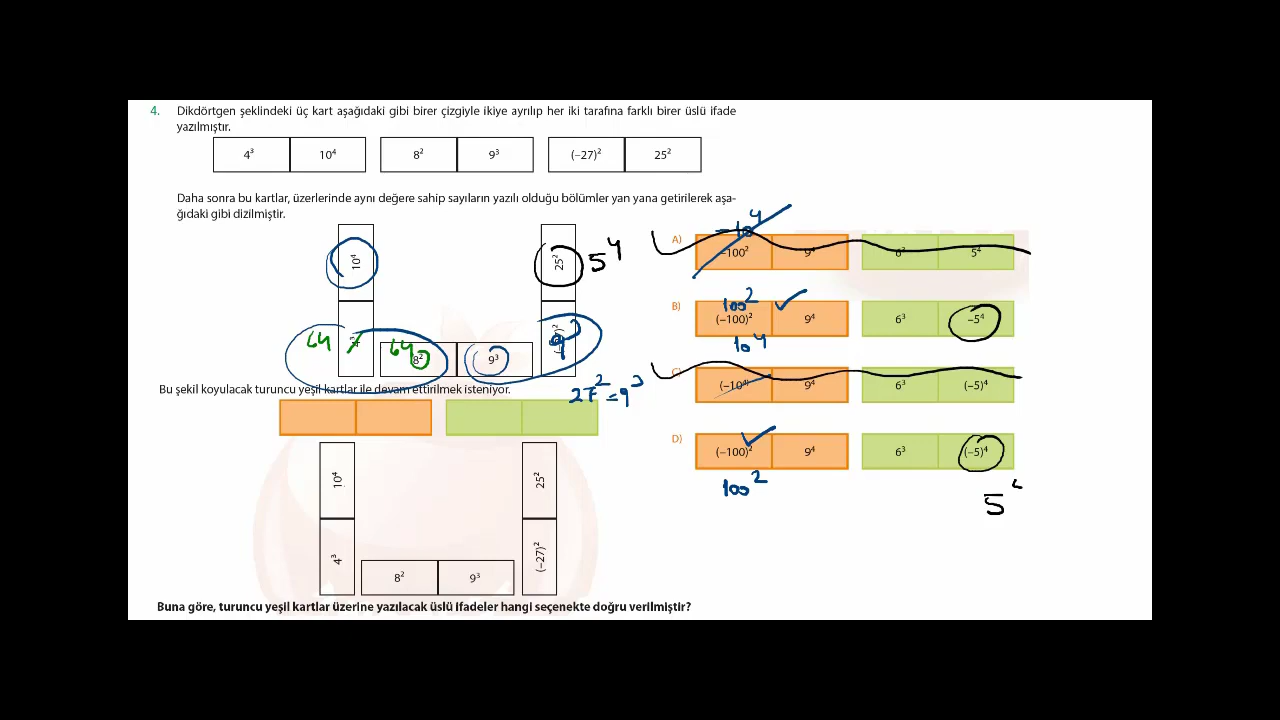 4. Dikdörtgen şeklindeki üç kart aşağıdaki gibi birer çizgiyle ikiye ayrılıp her iki tarafına farklı birer üslü ifade
yazılmıştır.
4³ 10⁴ 8² 9³ (–27)² 25²
Daha sonra bu kartlar, üzerlerinde aynı değere sahip sayıların yazılı olduğu bölümler yan yana getirilerek aşa-
ğıdaki gibi dizilmiştir.
10⁴ 25² 5⁴
64 64 8² 9³ 9
27² = 9³
Bu şekil koyulacak turuncu yeşil kartlar ile devam ettirilmek isteniyor.
10⁴ 25²
4³ (–27)²
8² 9³
Buna göre, turuncu yeşil kartlar üzerine yazılacak üslü ifadeler hangi seçenekte doğru verilmiştir?
–10⁴
A) –100² 9⁴ 6³ 5⁴
100²
B) (–100)² 9⁴ 6³ –5⁴
10⁴
C) (–10⁴) 9⁴ 6³ (–5)⁴
D) (–100)² 9⁴ 6³ (–5)⁴
100²
5